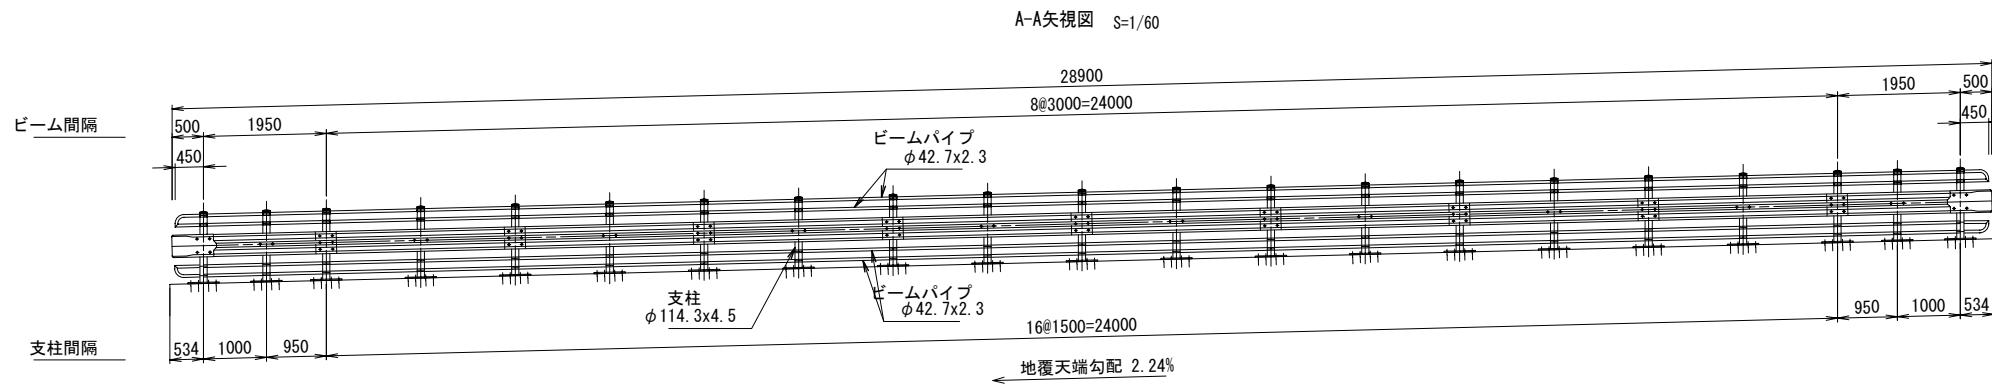 A-A矢視図 S=1/60
28900
8@3000=24000
1950 500
ビーム間隔
500 1950
450
450
ビームパイプ
φ42.7x2.3
支柱
φ114.3x4.5
ビームパイプ
φ42.7x2.3
16@1500=24000
950 1000 534
支柱間隔
534 1000 950
地覆天端勾配 2.24%